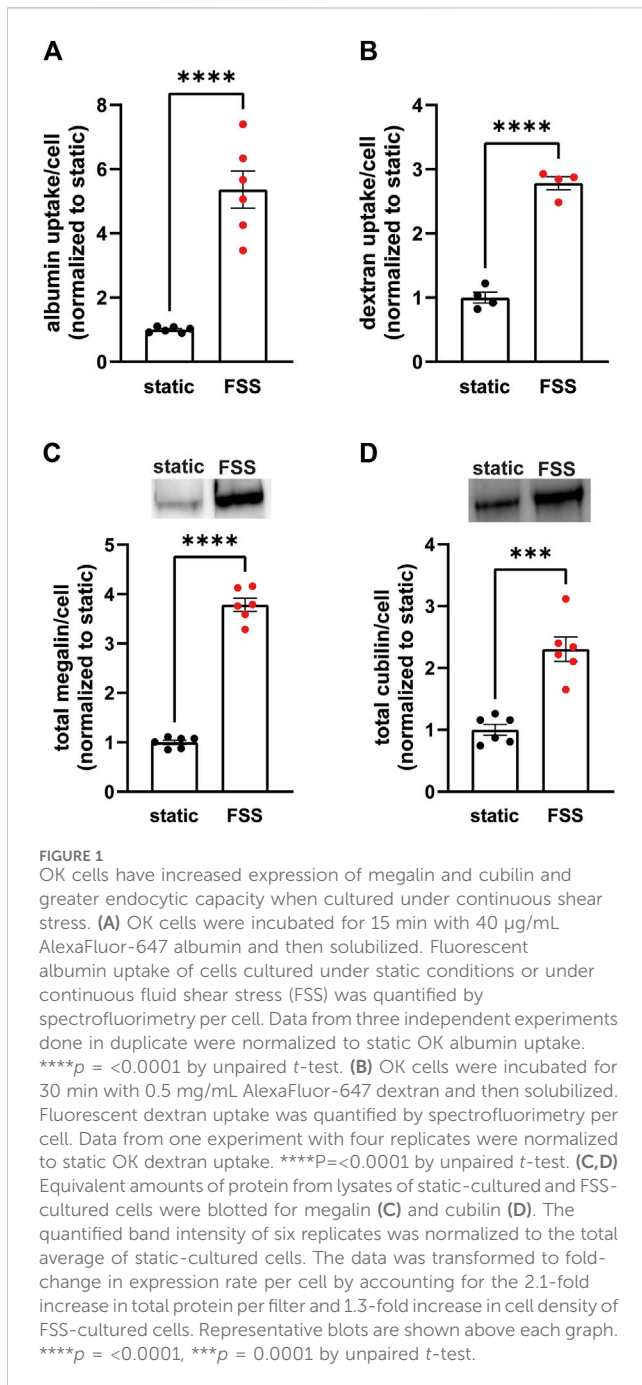 A
B
****
****
albumin uptake/cell
(normalized to static)
8
6
4
2
0
static
FSS
dextran uptake/cell
(normalized to static)
4
3
2
1
0
static
FSS
C
D
static
FSS
static
FSS
****
***
total megalin/cell
(normalized to static)
5
4
3
2
1
0
static
FSS
total cubilin/cell
(normalized to static)
4
3
2
1
0
static
FSS
FIGURE 1
OK cells have increased expression of megalin and cubilin and
greater endocytic capacity when cultured under continuous shear
stress. (A) OK cells were incubated for 15 min with 40 μg/mL
AlexaFluor-647 albumin and then solubilized. Fluorescent
albumin uptake of cells cultured under static conditions or under
continuous fluid shear stress (FSS) was quantified by
spectrofluorimetry per cell. Data from three independent experiments
done in duplicate were normalized to static OK albumin uptake.
****p = <0.0001 by unpaired t-test. (B) OK cells were incubated for
30 min with 0.5 mg/mL AlexaFluor-647 dextran and then solubilized.
Fluorescent dextran uptake was quantified by spectrofluorimetry per
cell. Data from one experiment with four replicates were normalized
to static OK dextran uptake. ****P=<0.0001 by unpaired t-test. (C,D)
Equivalent amounts of protein from lysates of static-cultured and FSS-
cultured cells were blotted for megalin (C) and cubilin (D). The
quantified band intensity of six replicates was normalized to the total
average of static-cultured cells. The data was transformed to fold-
change in expression rate per cell by accounting for the 2.1-fold
increase in total protein per filter and 1.3-fold increase in cell density of
FSS-cultured cells. Representative blots are shown above each graph.
****p = <0.0001, ***p = 0.0001 by unpaired t-test.